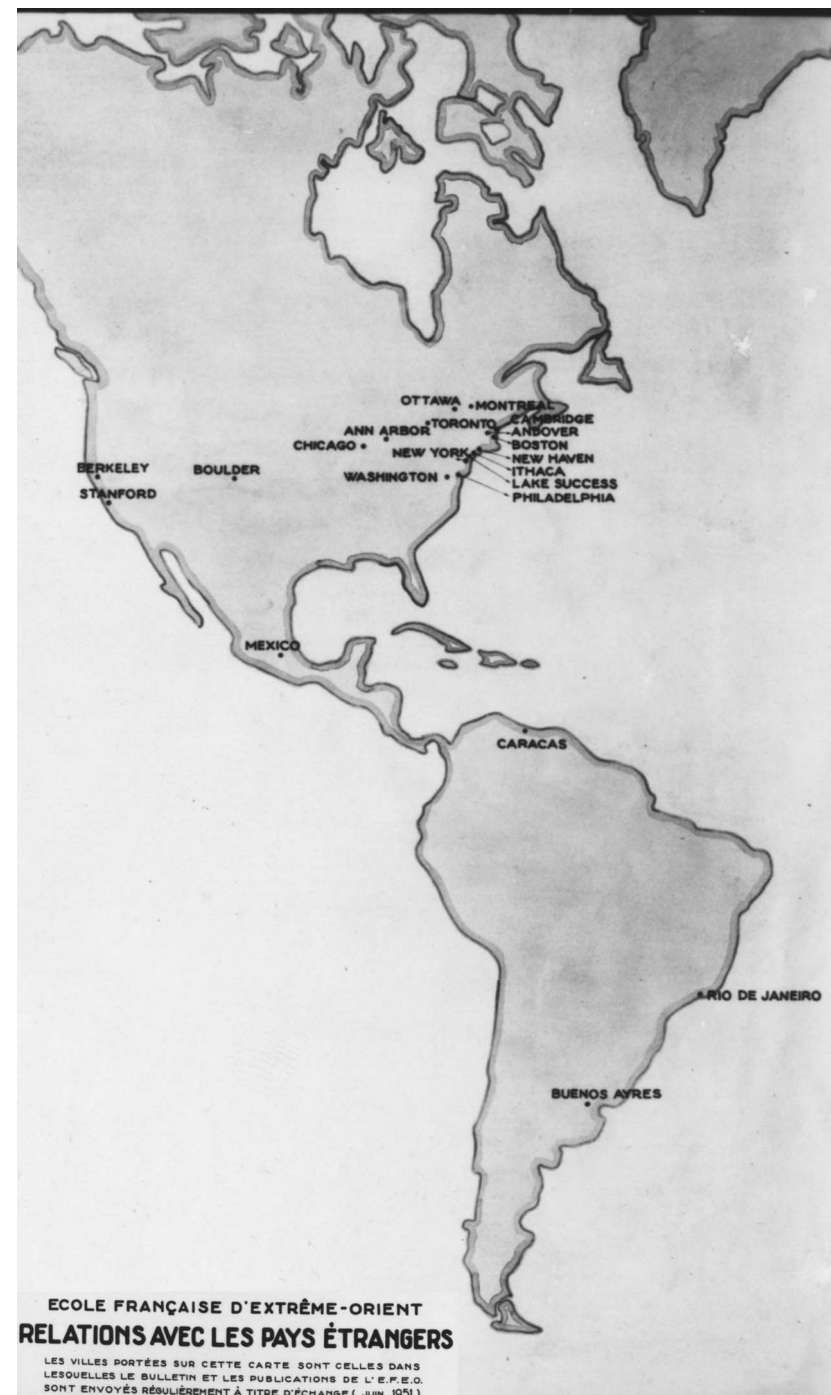 OTTAWA
MONTREAL
CAMBRIDGE
TORONTO
ANN ARBOR
ANDOVER
CHICAGO
BOSTON
NEW YORK
NEW HAVEN
BERKELEY
BOULDER
ITHACA
WASHINGTON
LAKE SUCCESS
STANFORD
PHILADELPHIA
MEXICO
CARACAS
RIO DE JANEIRO
BUENOS AYRES
ECOLE FRANÇAISE D'EXTRÊME-ORIENT
RELATIONS AVEC LES PAYS ÉTRANGERS
LES VILLES PORTÉES SUR CETTE CARTE SONT CELLES DANS
LESQUELLES LE BULLETIN ET LES PUBLICATIONS DE L'E.F.E.O.
SONT ENVOYÉS RÉGULIÈREMENT À TITRE D'ÉCHANGE ( JUIN 1951 )